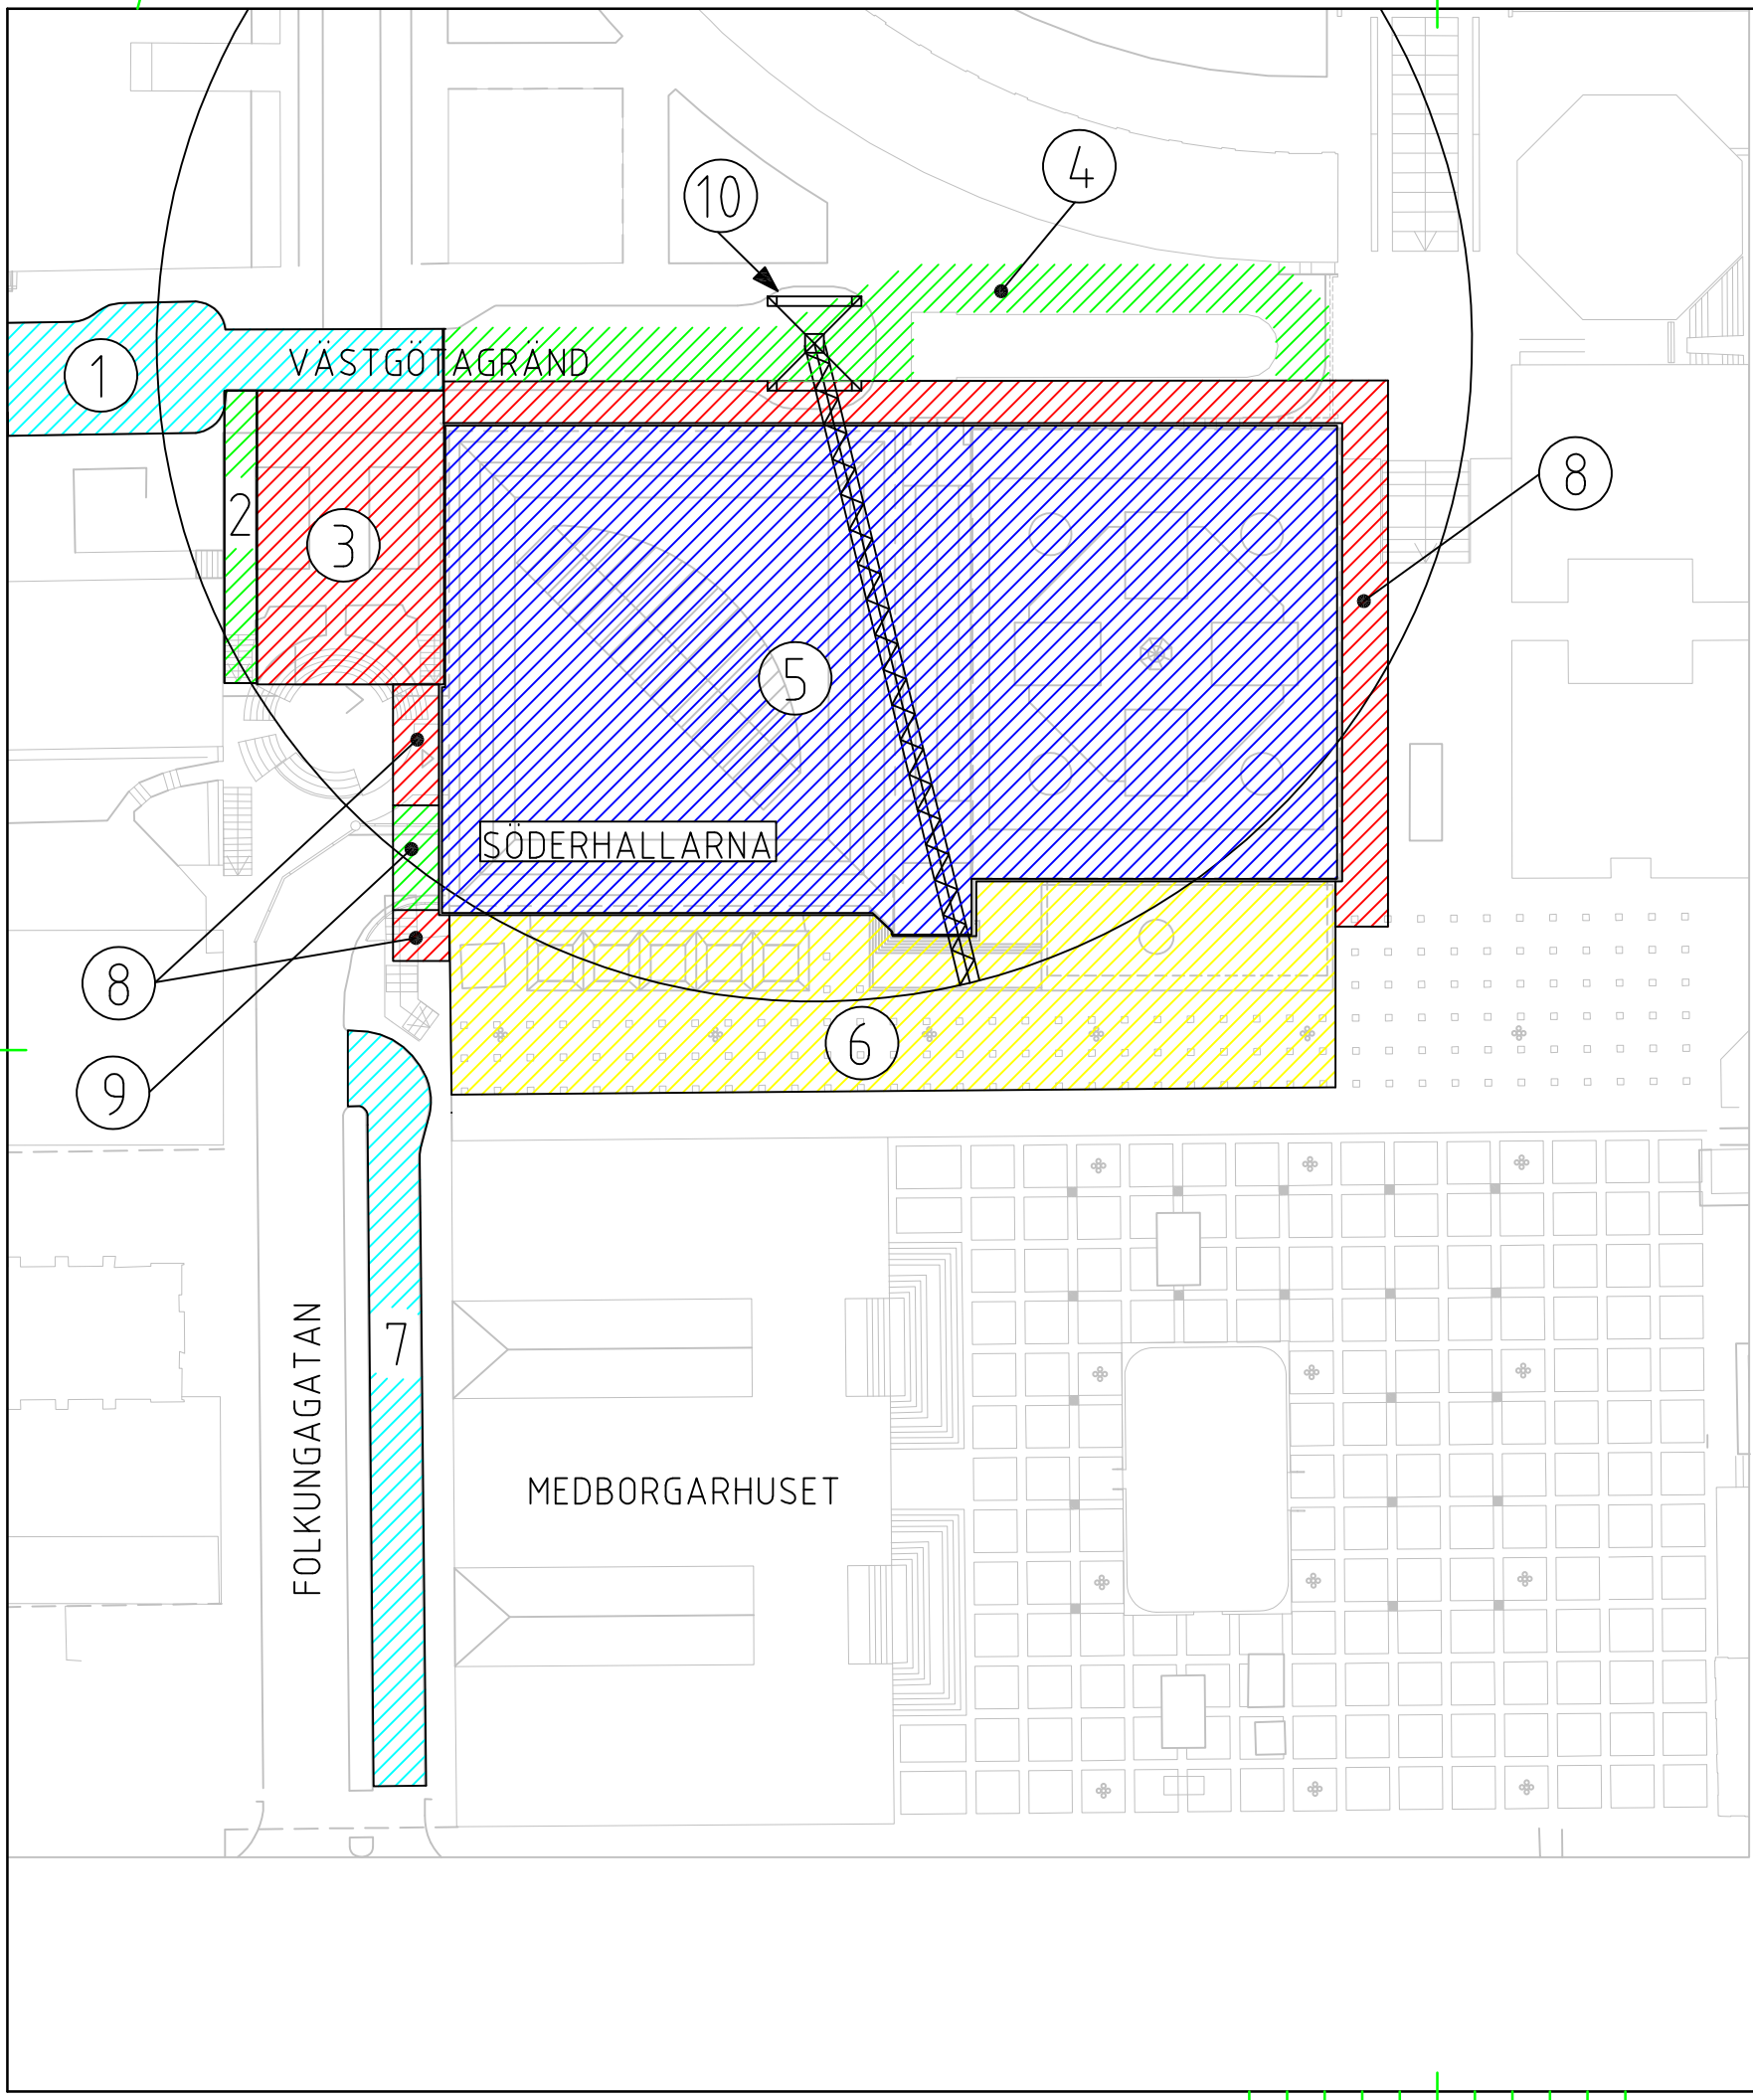 4
10
VÄSTGÖTAGRÄND
1
8
2
3
5
SÖDERHALLARNA
8
6
9
7
FOLKUNGAGATAN
MEDBORGARHUSET